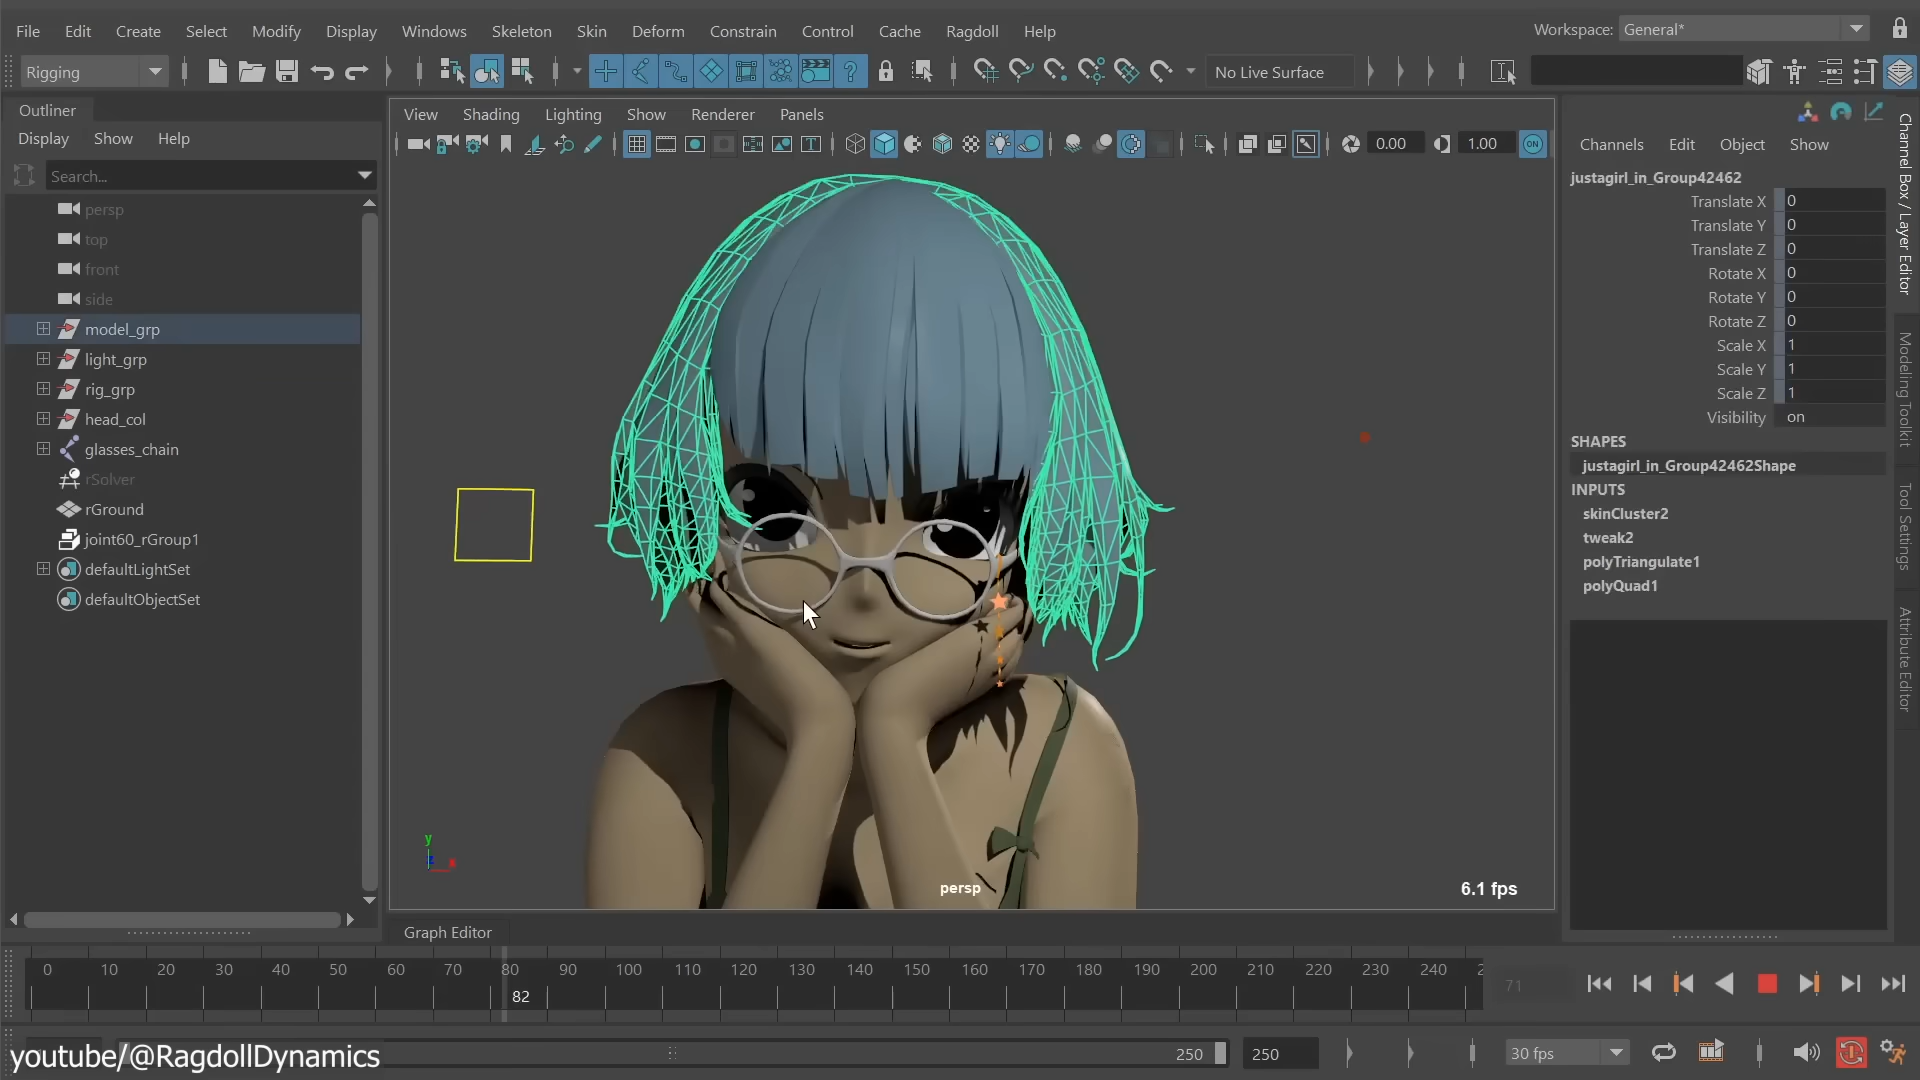 File Edit Create Select Modify Display Windows Skeleton Skin Deform Constrain Control Cache Ragdoll Help
Workspace: General*
Rigging
No Live Surface
Outliner
Display Show Help
Search...
persp
top
front
side
model_grp
light_grp
rig_grp
head_col
glasses_chain
rSolver
rGround
joint60_rGroup1
defaultLightSet
defaultObjectSet
View Shading Lighting Show Renderer Panels
0.00 1.00 ON
y
persp
6.1 fps
Channels Edit Object Show
justagirl_in_Group42462
Translate X 0
Translate Y 0
Translate Z 0
Rotate X 0
Rotate Y 0
Rotate Z 0
Scale X 1
Scale Y 1
Scale Z 1
Visibility on
SHAPES
justagirl_in_Group42462Shape
INPUTS
skinCluster2
tweak2
polyTriangulate1
polyQuad1
Channel Box / Layer Editor
Modeling Toolkit
Tool Settings
Attribute Editor
Graph Editor
0 10 20 30 40 50 60 70 80 90 100 110 120 130 140 150 160 170 180 190 200 210 220 230 240 2
82
71
youtube/@RagdollDynamics
250 250 30 fps